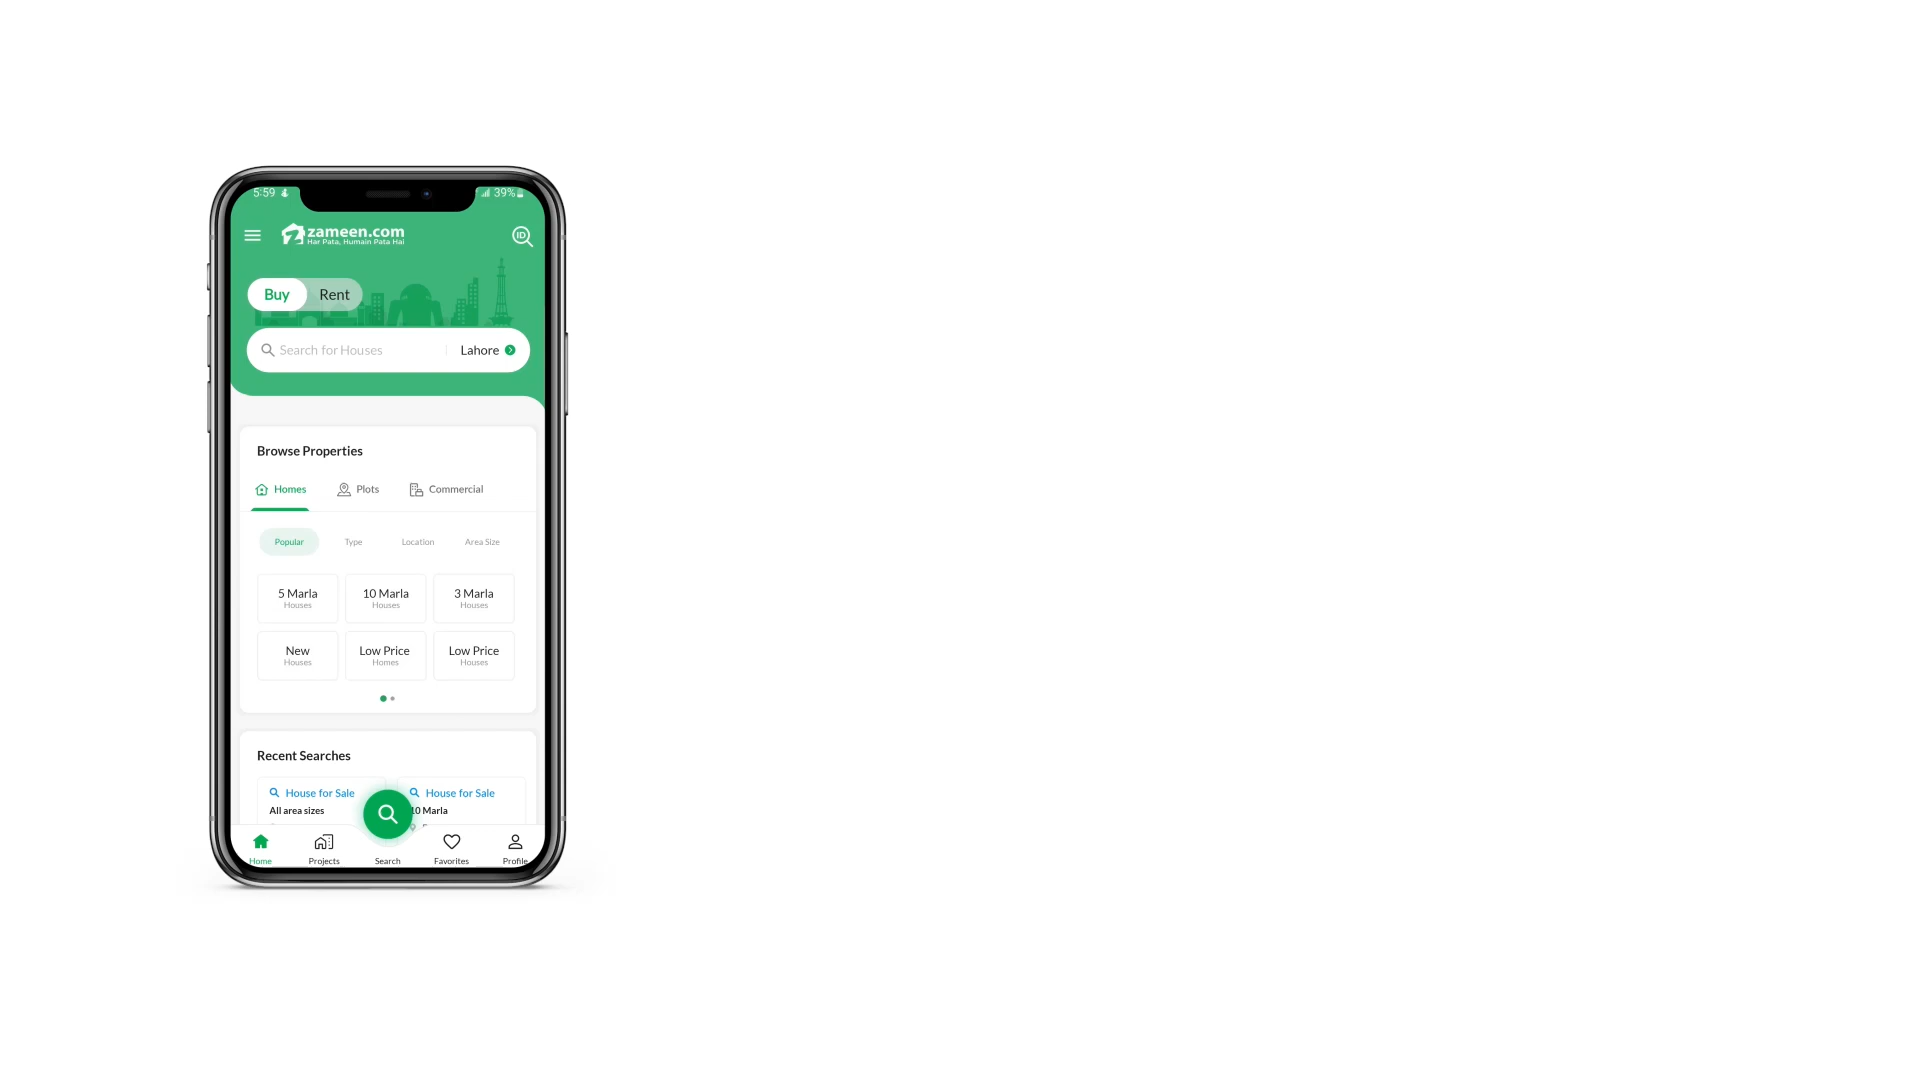 5:59
39%
zameen.com
Har Pata, Humain Pata Hai
ID
Buy Rent
Search for Houses Lahore
Browse Properties
Homes Plots Commercial
Popular Type Location Area Size
5 Marla 10 Marla 3 Marla
Houses Houses Houses
New Low Price Low Price
Houses Homes Houses
Recent Searches
House for Sale House for Sale
All area sizes 10 Marla
Home Projects Search Favorites Profile